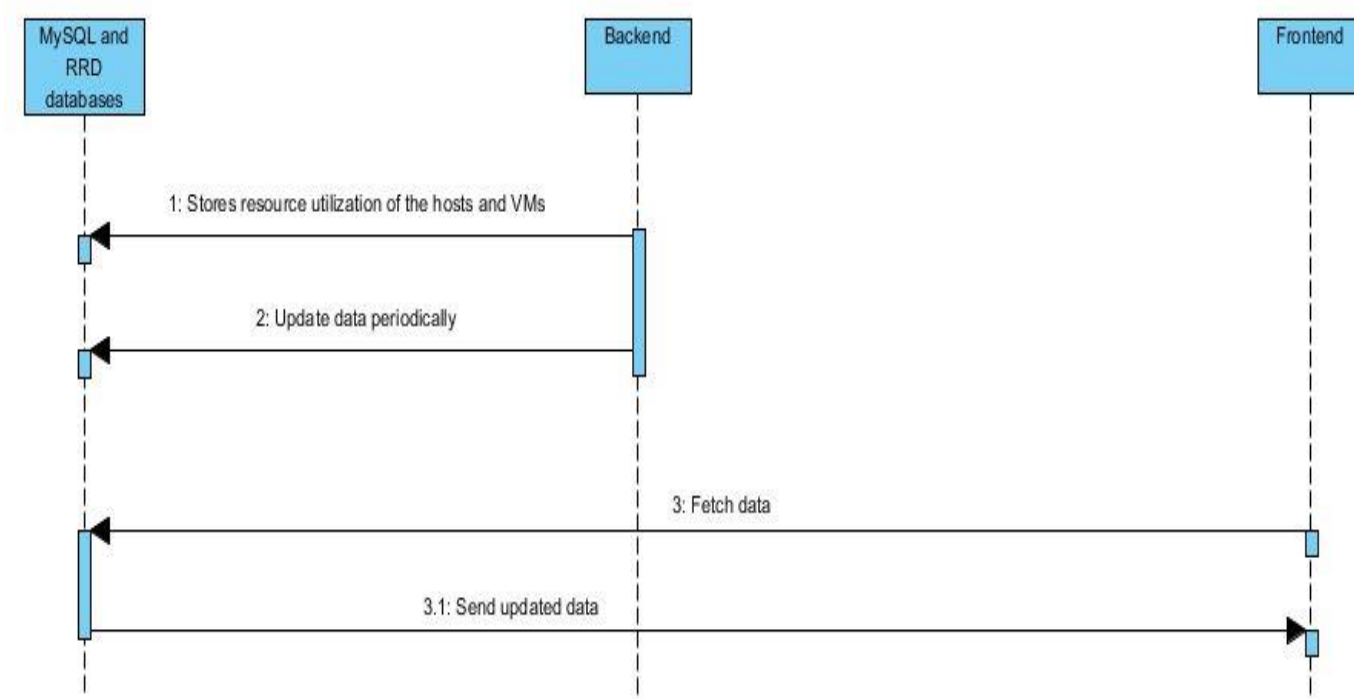 MySQL and
RRD
databases
Backend
Frontend
1: Stores resource utilization of the hosts and VMs
2: Update data periodically
3: Fetch data
3.1: Send updated data